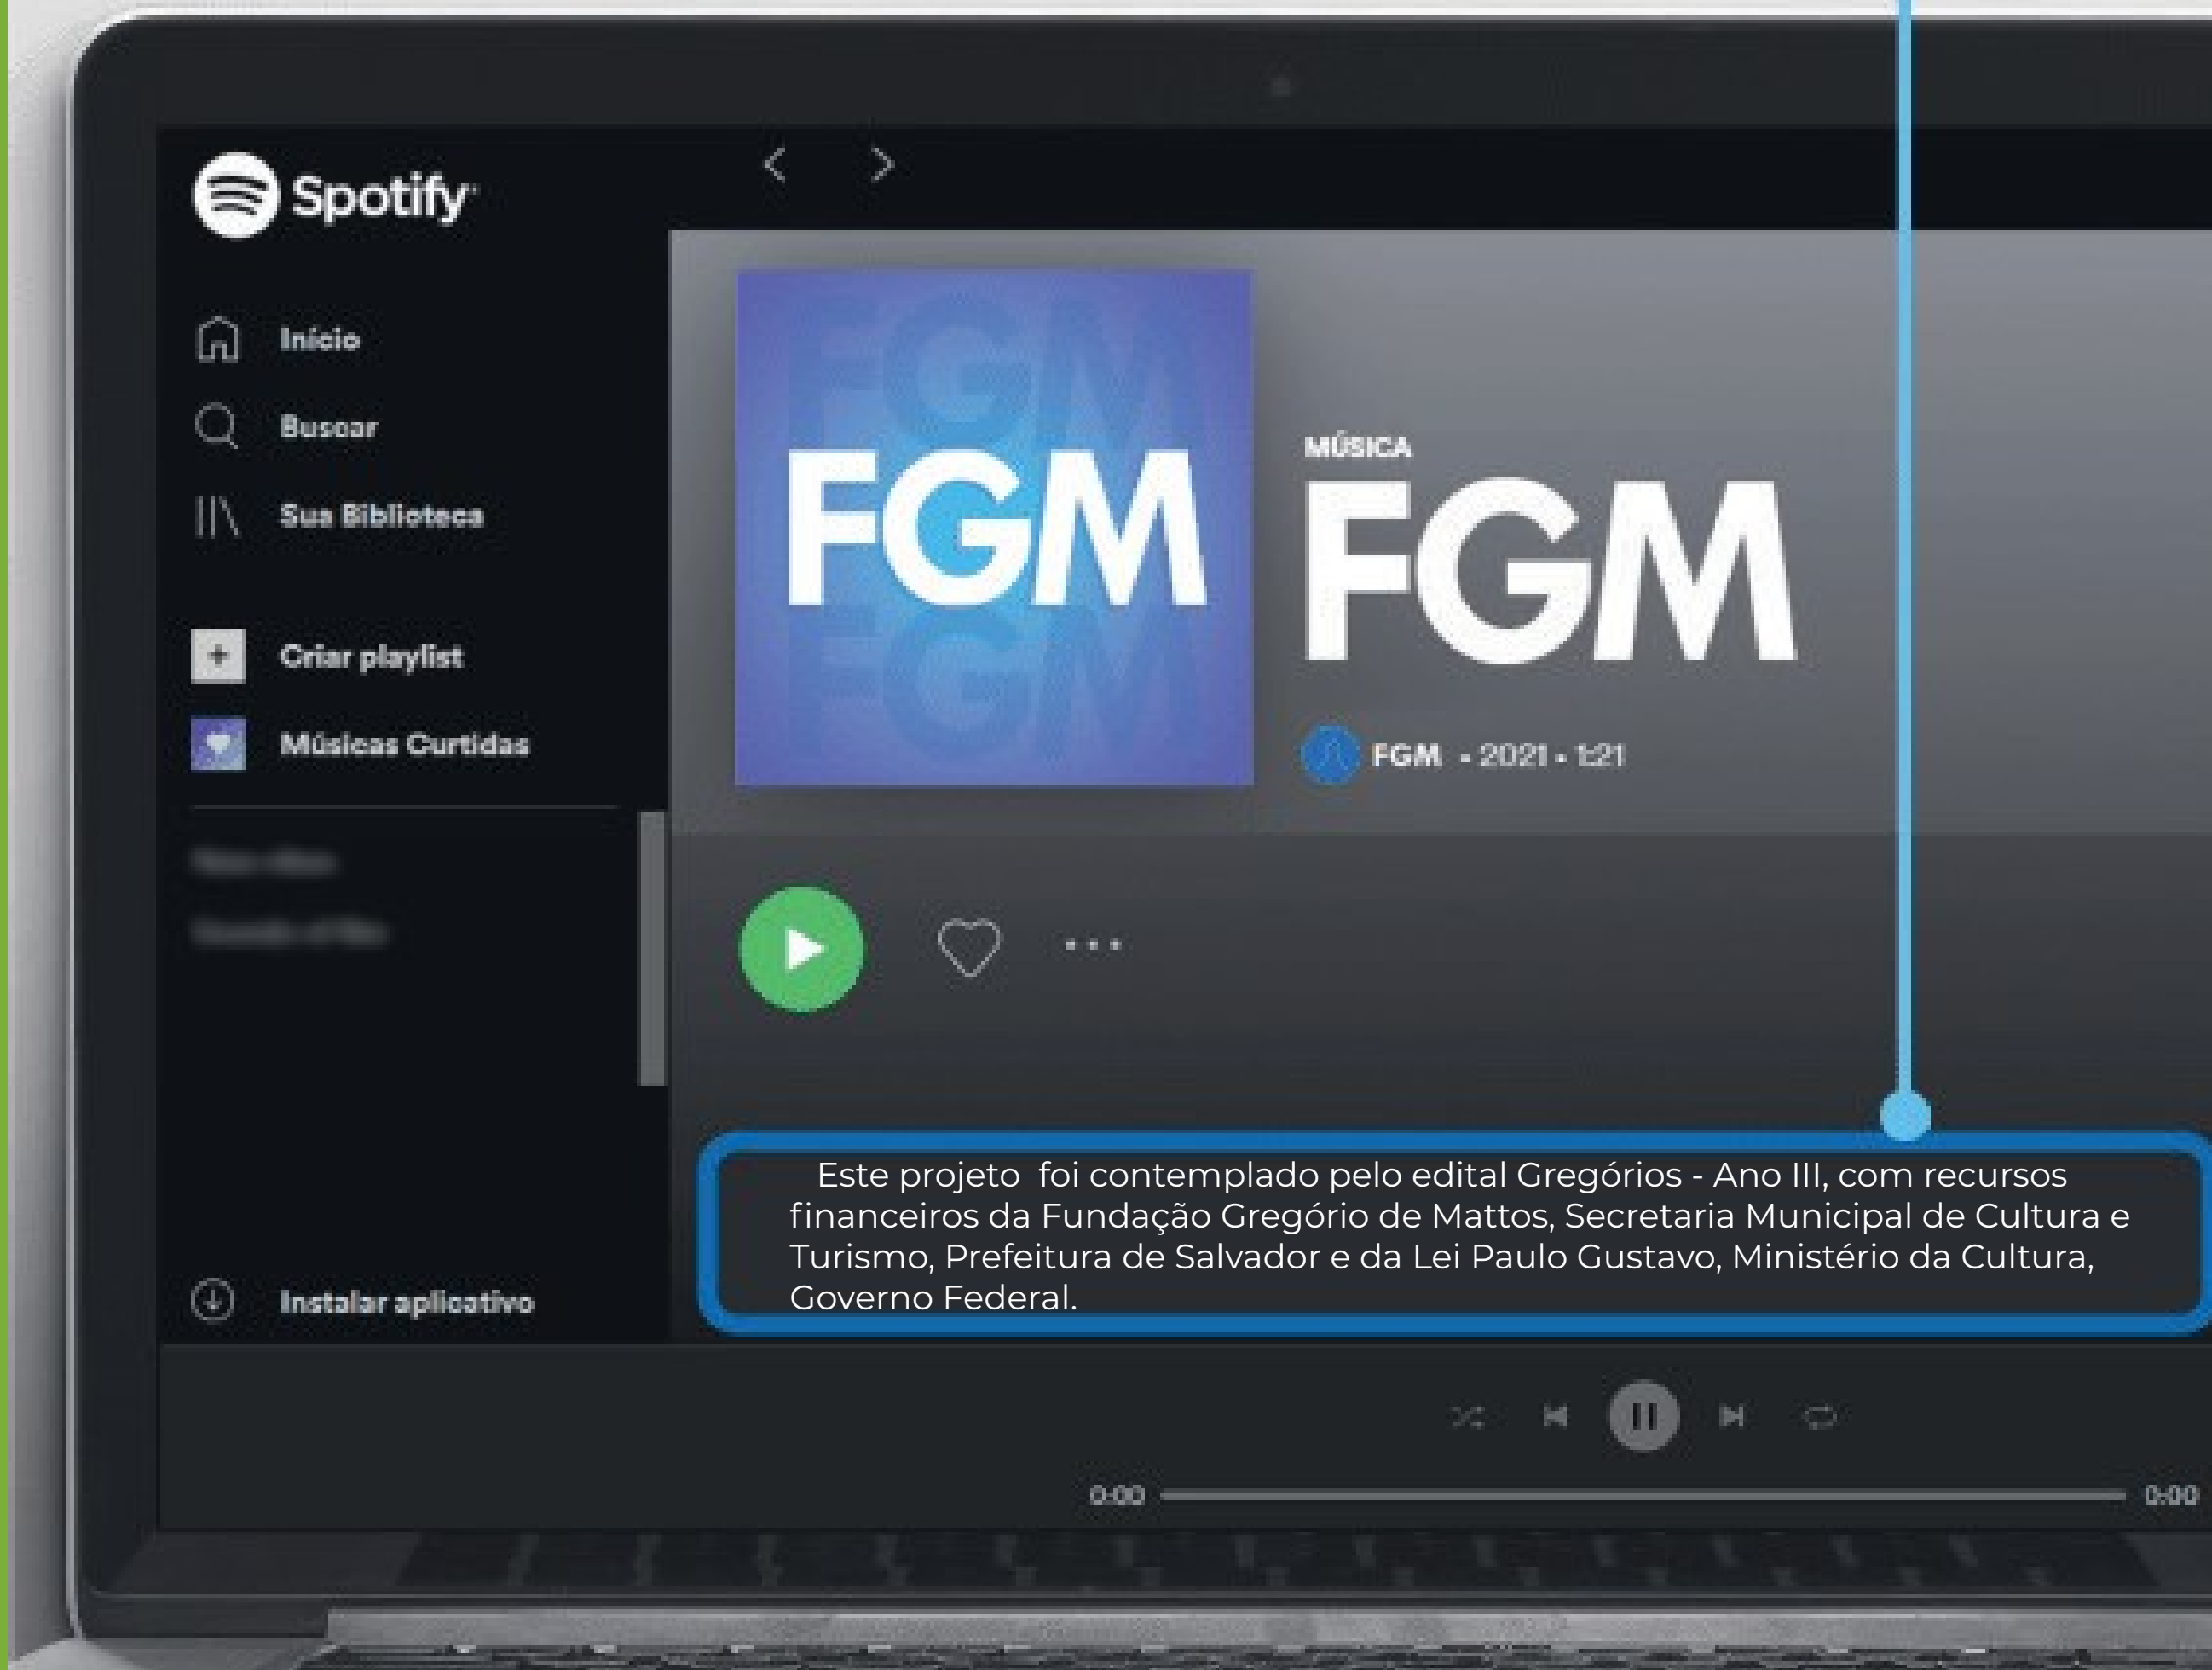 Spotify
Início
Buscar
Sua Biblioteca
Criar playlist
Músicas Curtidas
Instalar aplicativo
FGM
FGM
FGM
MÚSICA
FGM
FGM • 2021 • 1:21
Este projeto foi contemplado pelo edital Gregórios - Ano III, com recursos
financeiros da Fundação Gregório de Mattos, Secretaria Municipal de Cultura e
Turismo, Prefeitura de Salvador e da Lei Paulo Gustavo, Ministério da Cultura,
Governo Federal.
0:00
0:00